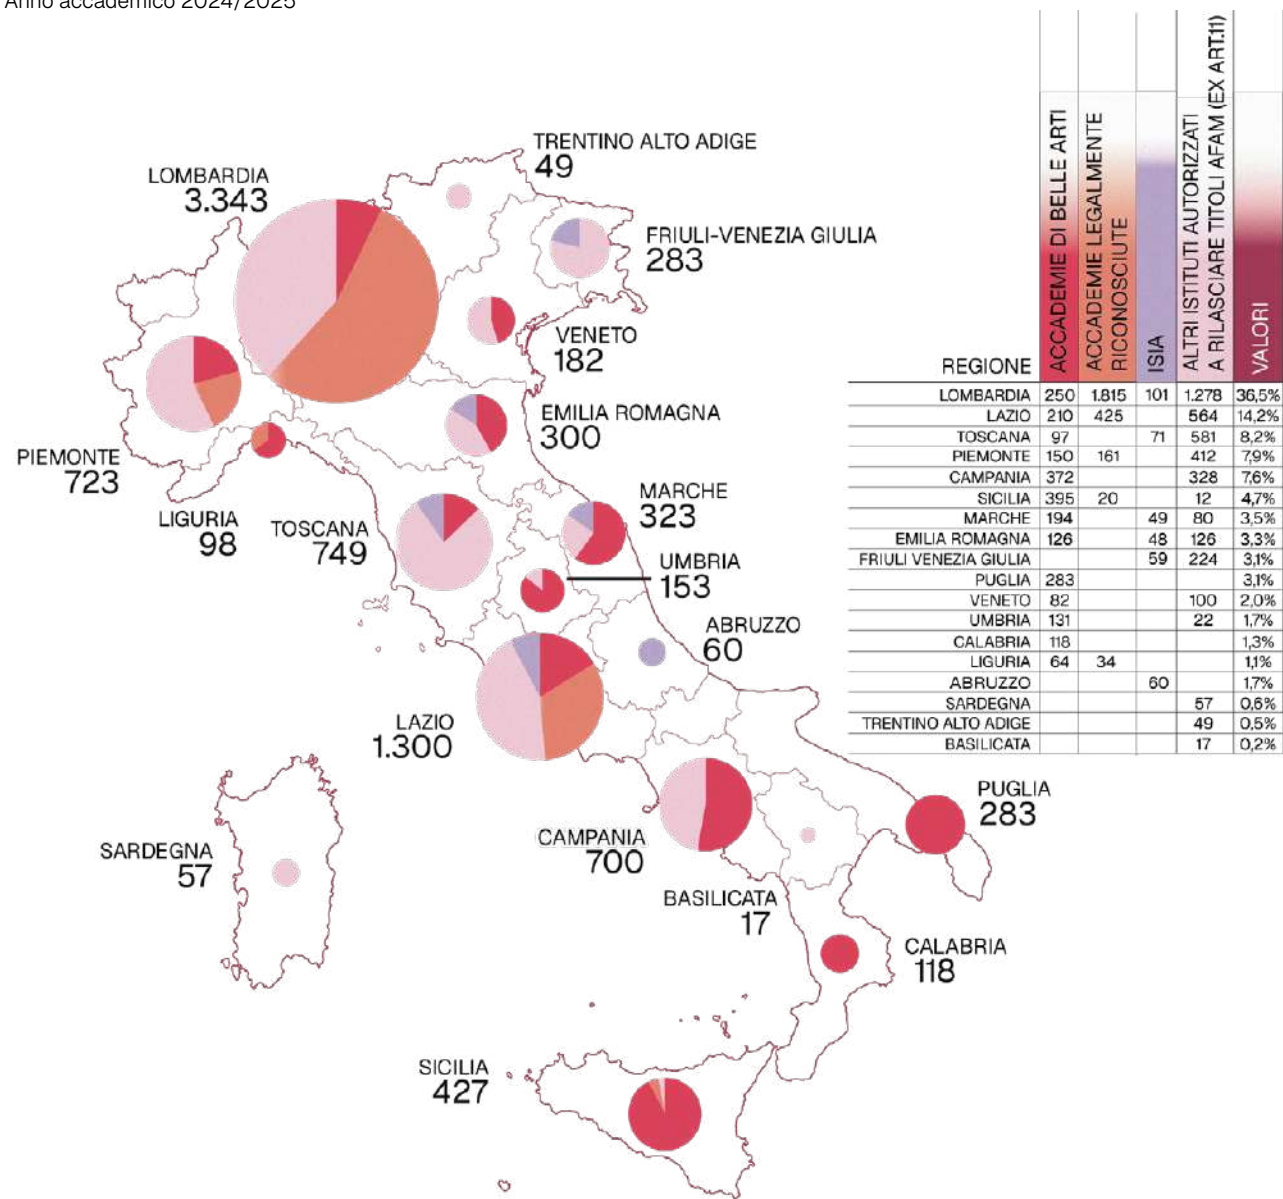 Anno accademico 2024/2025
TRENTINO ALTO ADIGE
49
LOMBARDIA
3.343
FRIULI-VENEZIA GIULIA
283
VENETO
182
EMILIA ROMAGNA
300
PIEMONTE
723
LIGURIA
98
TOSCANA
749
MARCHE
323
UMBRIA
153
ABRUZZO
60
LAZIO
1.300
CAMPANIA
700
PUGLIA
283
SARDEGNA
57
BASILICATA
17
CALABRIA
118
SICILIA
427
REGIONE
ACCADEMIE DI BELLE ARTI
ACCADEMIE LEGALMENTE
RICONOSCIUTE
ISIA
ALTRI ISTITUTI AUTORIZZATI
A RILASCIARE TITOLI AFAM (EX ART.11)
VALORI
LOMBARDIA 250 1.815 101 1.278 36,5%
LAZIO 210 425 564 14,2%
TOSCANA 97 71 581 8,2%
PIEMONTE 150 161 412 7,9%
CAMPANIA 372 328 7,6%
SICILIA 395 20 12 4,7%
MARCHE 194 49 80 3,5%
EMILIA ROMAGNA 126 48 126 3,3%
FRIULI VENEZIA GIULIA 59 224 3,1%
PUGLIA 283 3,1%
VENETO 82 100 2,0%
UMBRIA 131 22 1,7%
CALABRIA 118 1,3%
LIGURIA 64 34 1,1%
ABRUZZO 60 1,7%
SARDEGNA 57 0,6%
TRENTINO ALTO ADIGE 49 0,5%
BASILICATA 17 0,2%